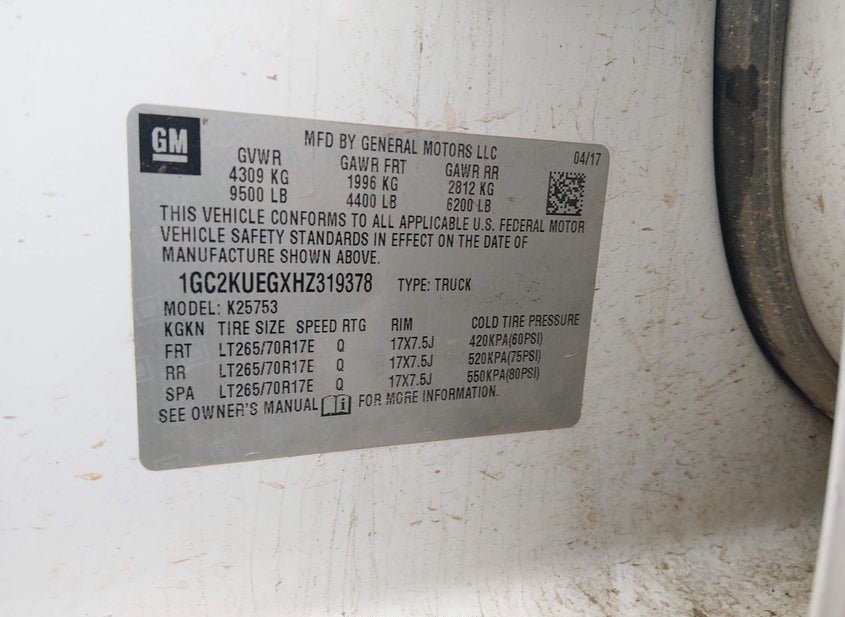 GM
MFD BY GENERAL MOTORS LLC
04/17
GVWR GAWR FRT GAWR RR
4309 KG 1996 KG 2812 KG
9500 LB 4400 LB 6200 LB
THIS VEHICLE CONFORMS TO ALL APPLICABLE U.S. FEDERAL MOTOR
VEHICLE SAFETY STANDARDS IN EFFECT ON THE DATE OF
MANUFACTURE SHOWN ABOVE.
1GC2KUEGXHZ319378 TYPE: TRUCK
MODEL: K25753
KGKN TIRE SIZE SPEED RTG RIM COLD TIRE PRESSURE
FRT LT265/70R17E Q 17X7.5J 420KPA(60PSI)
RR LT265/70R17E Q 17X7.5J 520KPA(75PSI)
SPA LT265/70R17E Q 17X7.5J 550KPA(80PSI)
SEE OWNER'S MANUAL FOR MORE INFORMATION.